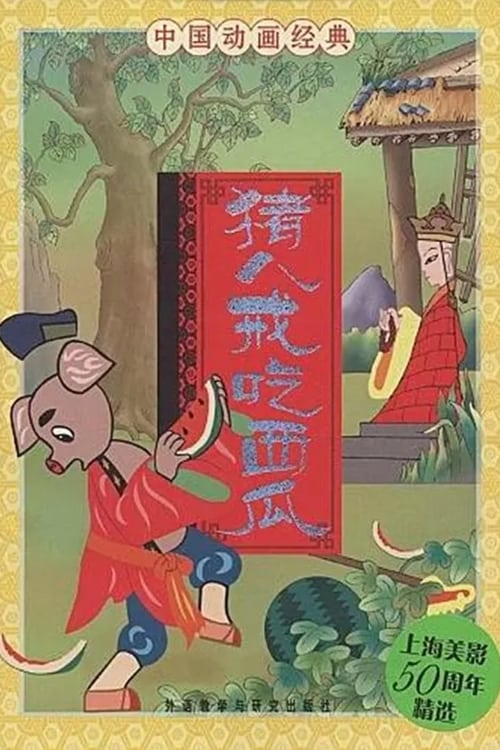 中国动画经典
猪八戒吃西瓜
上海美影
50周年
精选
外语教学与研究出版社